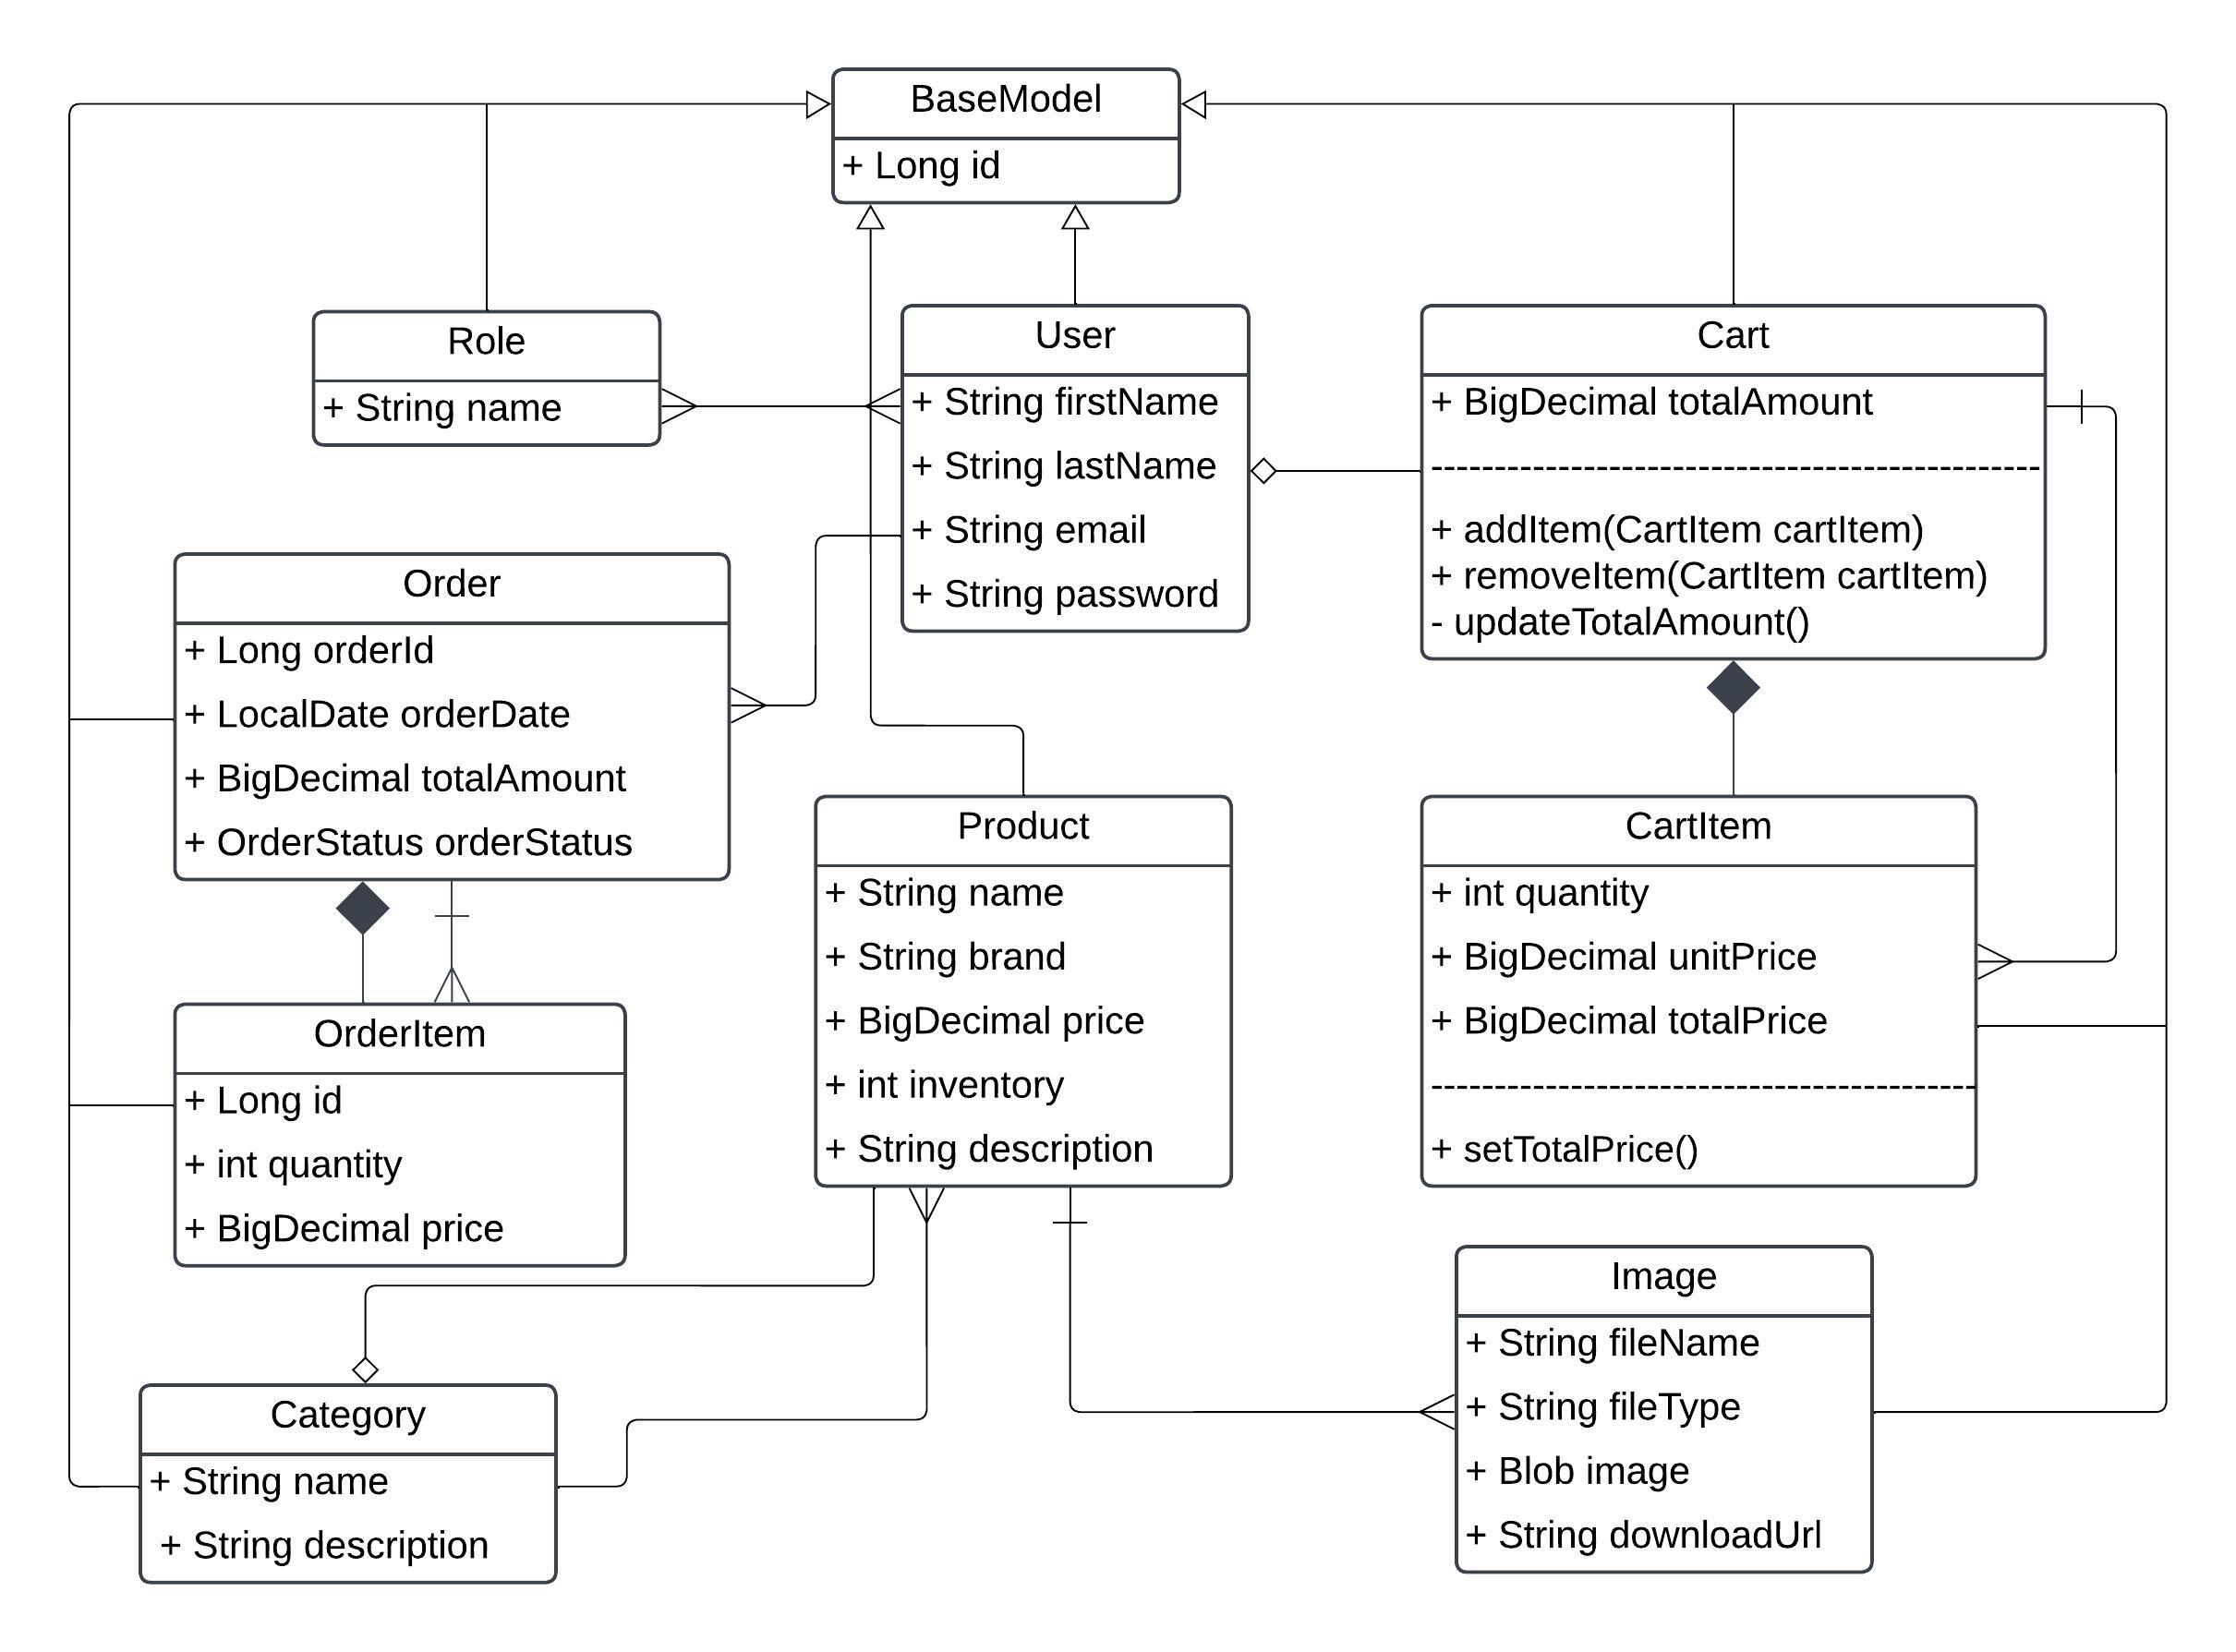 BaseModel
+ Long id
Role
+ String name
User
+ String firstName
+ String lastName
+ String email
+ String password
Cart
+ BigDecimal totalAmount
------------------------------------------------
+ addItem(CartItem cartItem)
+ removeItem(CartItem cartItem)
- updateTotalAmount()
Order
+ Long orderId
+ LocalDate orderDate
+ BigDecimal totalAmount
+ OrderStatus orderStatus
Product
+ String name
+ String brand
+ BigDecimal price
+ int inventory
+ String description
CartItem
+ int quantity
+ BigDecimal unitPrice
+ BigDecimal totalPrice
-------------------------------------------
+ setTotalPrice()
OrderItem
+ Long id
+ int quantity
+ BigDecimal price
Image
+ String fileName
+ String fileType
+ Blob image
+ String downloadUrl
Category
+ String name
+ String description